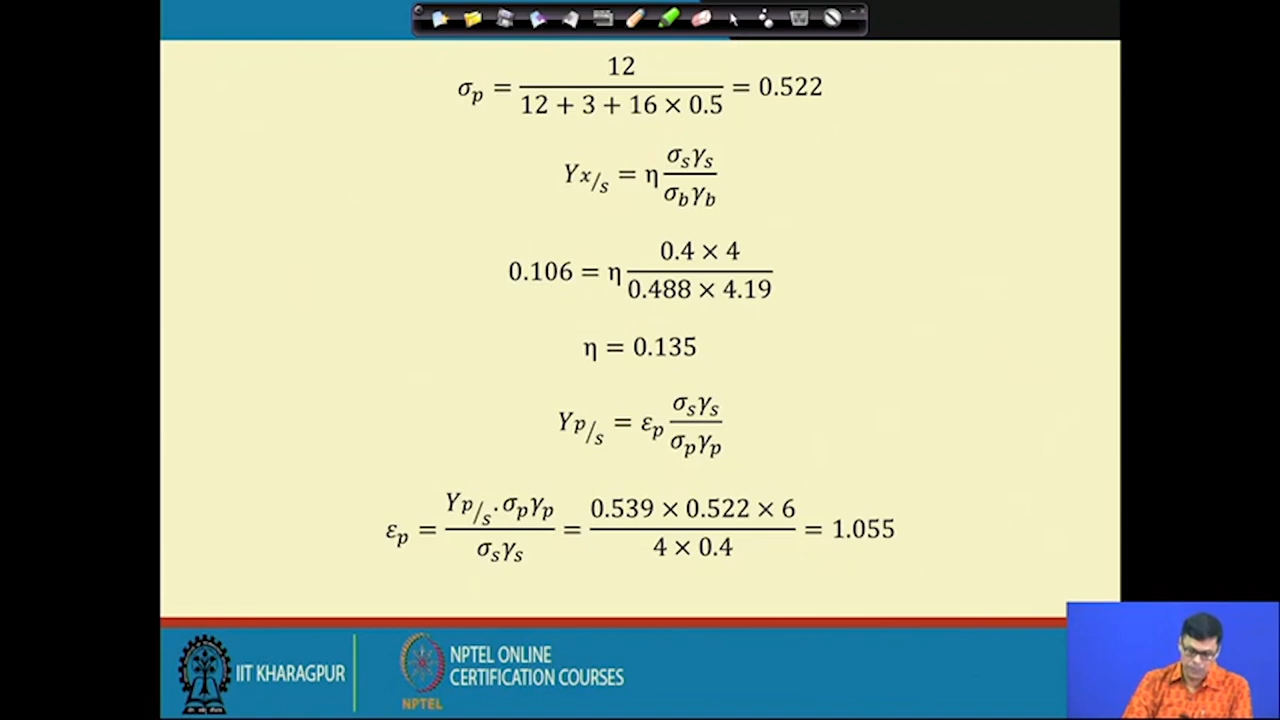 σₚ = 12 / (12 + 3 + 16 × 0.5) = 0.522
Yx/s = η σₛγₛ / σbγb
0.106 = η (0.4 × 4) / (0.488 × 4.19)
η = 0.135
Yp/s = εₚ σₛγₛ / σₚγₚ
εₚ = Yp/s.σₚγₚ / σₛγₛ = (0.539 × 0.522 × 6) / (4 × 0.4) = 1.055
IIT KHARAGPUR
NPTEL
NPTEL ONLINE
CERTIFICATION COURSES